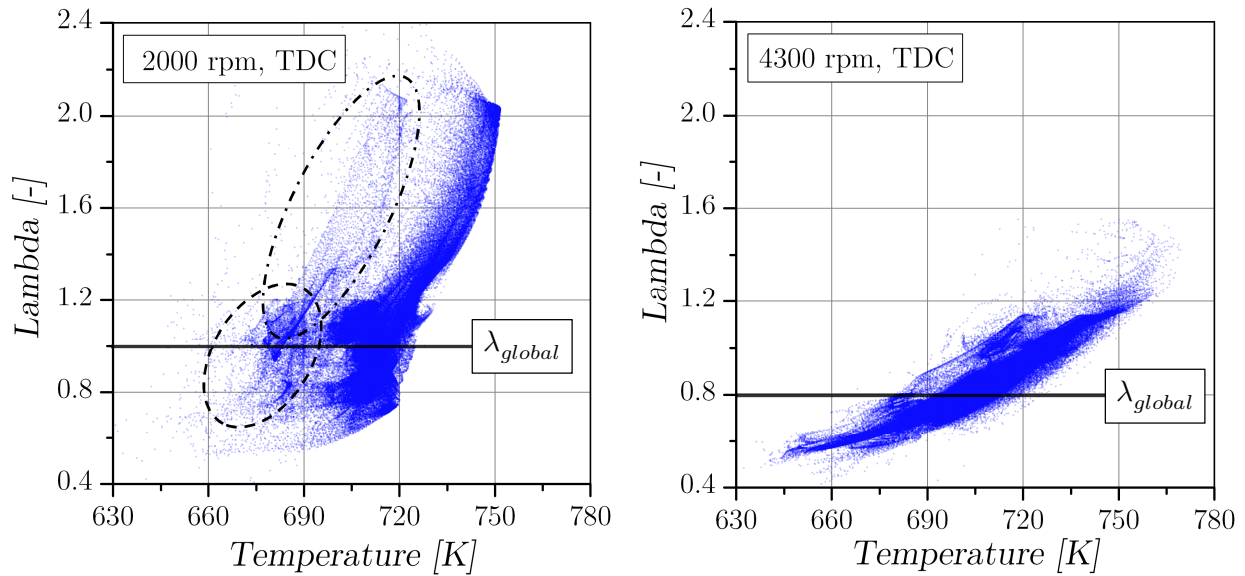 2000 rpm, TDC
Lambda [-]
2.4
2.0
1.6
1.2
0.8
0.4
λglobal
630 660 690 720 750 780
Temperature [K]
4300 rpm, TDC
Lambda [-]
2.4
2.0
1.6
1.2
0.8
0.4
λglobal
630 660 690 720 750 780
Temperature [K]